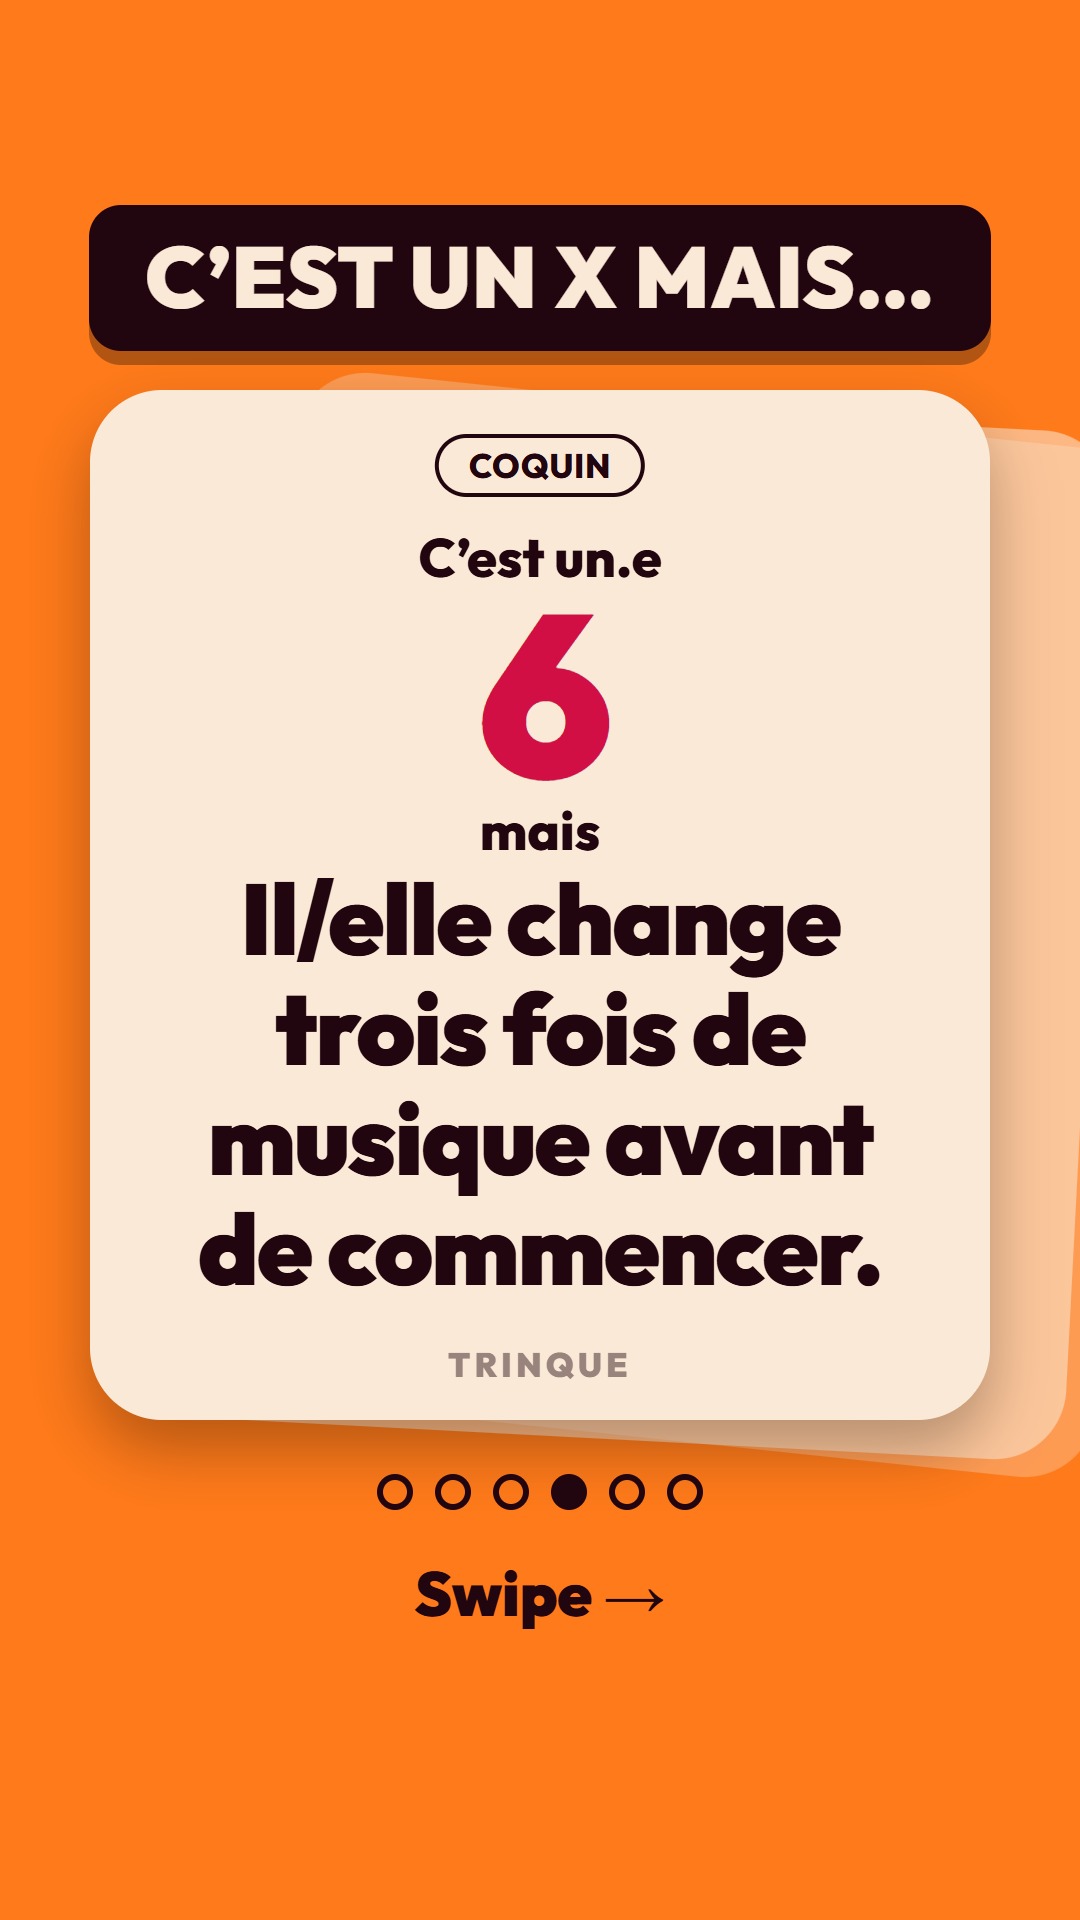 C’EST UN X MAIS...
COQUIN
C’est un.e
6
mais
Il/elle change
trois fois de
musique avant
de commencer.
TRINQUE
Swipe →